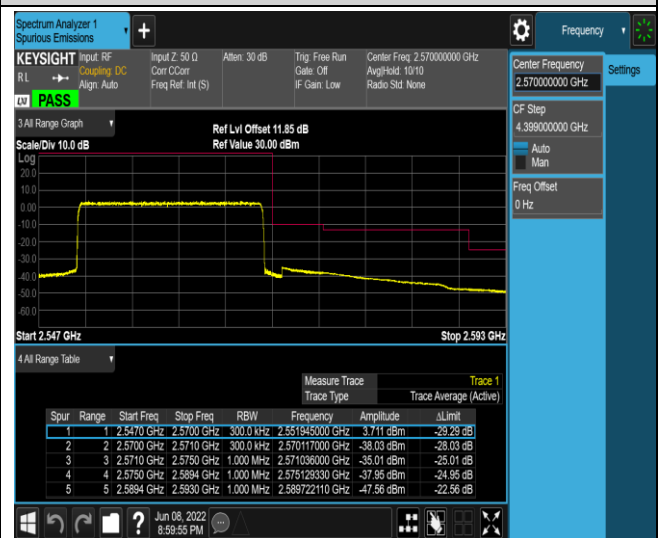 Spectrum Analyzer 1
Spurious Emissions
+
Frequency
KEYSIGHT Input: RF Input Z: 50 Ω Atten: 30 dB Trig: Free Run Center Freq: 2.570000000 GHz
RL Coupling: DC Corr CCorr Gate: Off Avg|Hold: 10/10
Align: Auto Freq Ref: Int (S) IF Gain: Low Radio Std: None
LXI PASS
Center Frequency
2.570000000 GHz
Settings
CF Step
4.399000000 GHz
Auto
Man
Freq Offset
0 Hz
3 All Range Graph
Ref Lvl Offset 11.85 dB
Scale/Div 10.0 dB Ref Value 30.00 dBm
Log
20.0
10.0
0.00
-10.0
-20.0
-30.0
-40.0
-50.0
-60.0
Start 2.547 GHz Stop 2.593 GHz
4 All Range Table
Measure Trace Trace 1
Trace Type Trace Average (Active)
Spur Range Start Freq Stop Freq RBW Frequency Amplitude ΔLimit
1 1 2.5470 GHz 2.5700 GHz 300.0 kHz 2.551945000 GHz 3.711 dBm -29.29 dB
2 2 2.5700 GHz 2.5710 GHz 300.0 kHz 2.570117000 GHz -38.03 dBm -28.03 dB
3 3 2.5710 GHz 2.5750 GHz 1.000 MHz 2.571036000 GHz -35.01 dBm -25.01 dB
4 4 2.5750 GHz 2.5894 GHz 1.000 MHz 2.575129330 GHz -37.95 dBm -24.95 dB
5 5 2.5894 GHz 2.5930 GHz 1.000 MHz 2.589722110 GHz -47.56 dBm -22.56 dB
?
Jun 08, 2022
8:59:55 PM